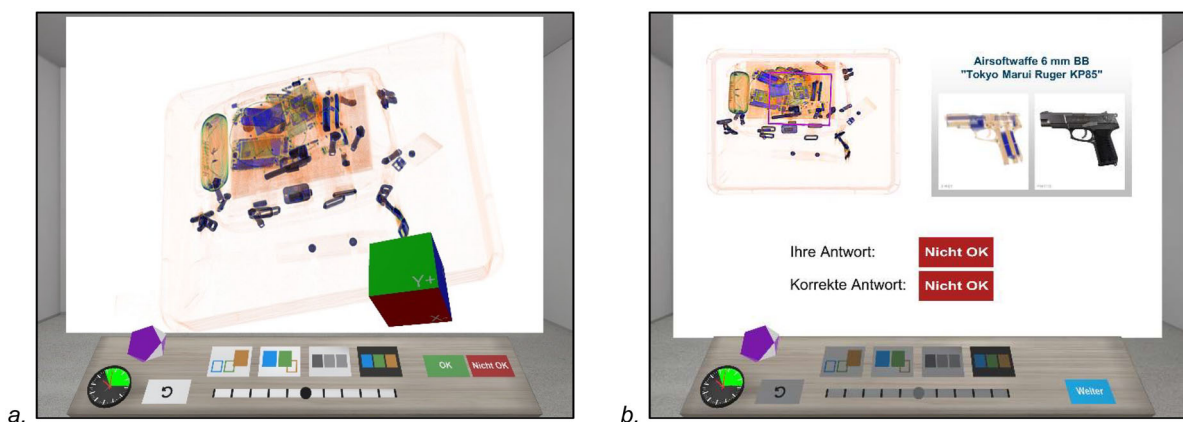 Y+
X-
OK
Nicht OK
a.
Airsoftwaffe 6 mm BB
"Tokyo Marui Ruger KP85"
Ihre Antwort:
Nicht OK
Korrekte Antwort:
Nicht OK
Weiter
b.